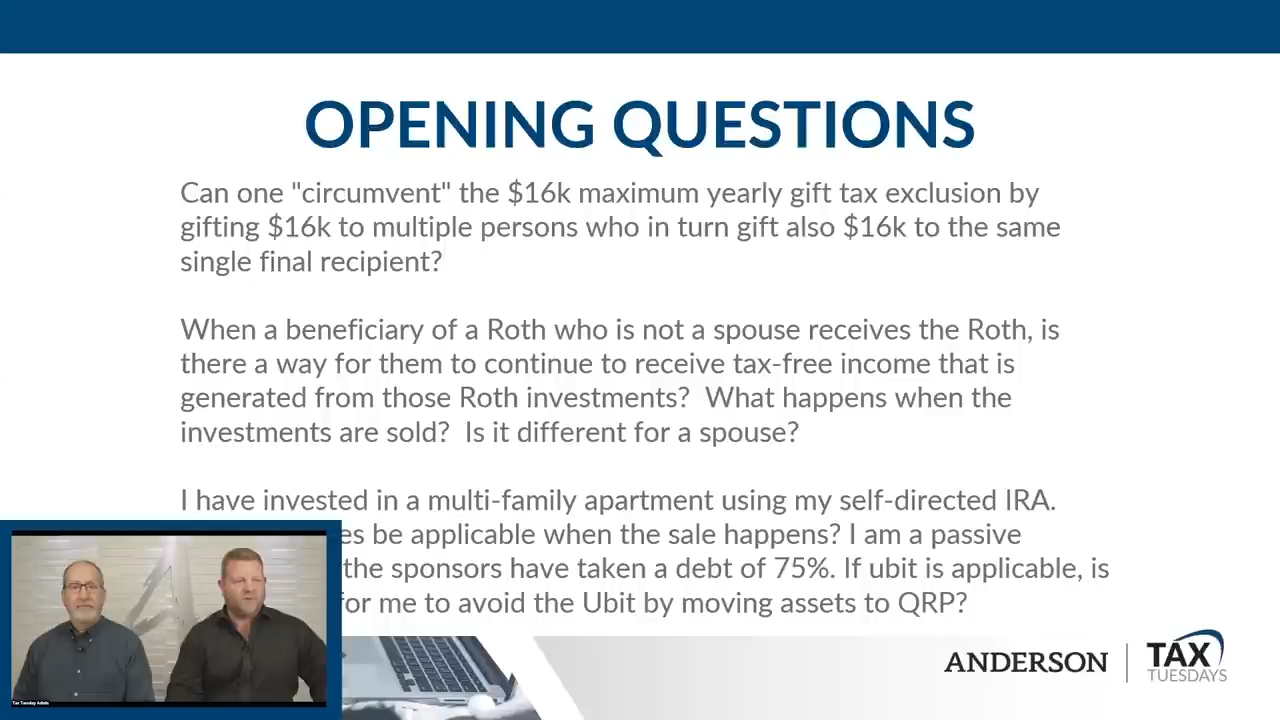 OPENING QUESTIONS
Can one "circumvent" the $16k maximum yearly gift tax exclusion by
gifting $16k to multiple persons who in turn gift also $16k to the same
single final recipient?
When a beneficiary of a Roth who is not a spouse receives the Roth, is
there a way for them to continue to receive tax-free income that is
generated from those Roth investments?  What happens when the
investments are sold?  Is it different for a spouse?
I have invested in a multi-family apartment using my self-directed IRA.
es be applicable when the sale happens? I am a passive
the sponsors have taken a debt of 75%. If ubit is applicable, is
for me to avoid the Ubit by moving assets to QRP?
ANDERSON
TAX
TUESDAYS
Tax Tuesday Admin